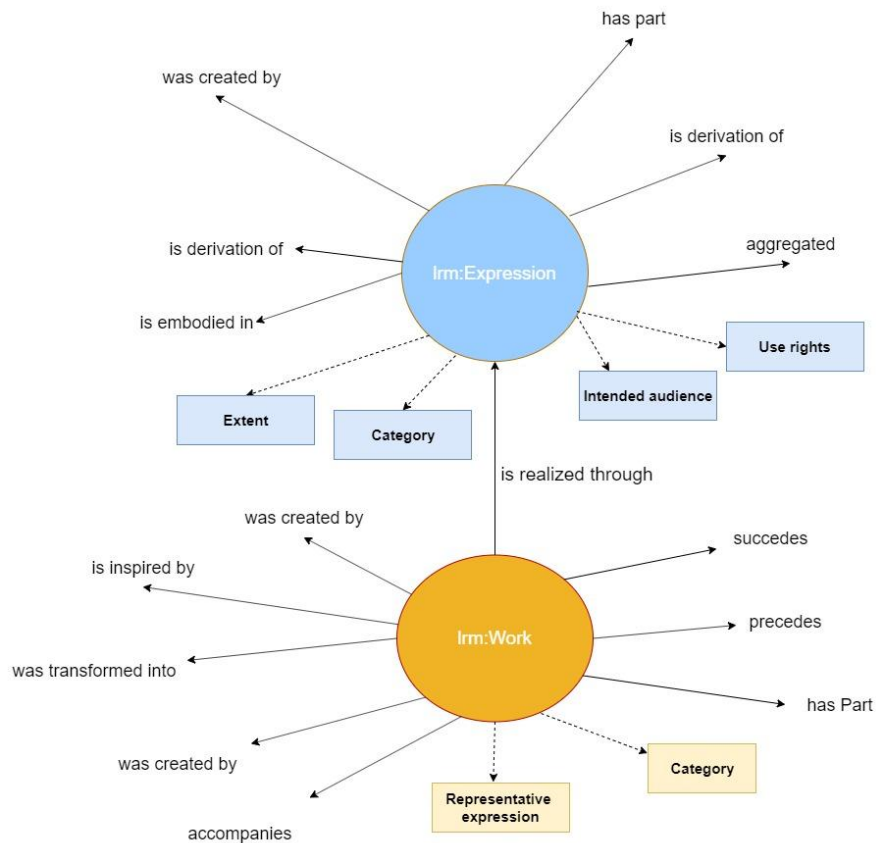 has part
was created by
is derivation of
is derivation of
aggregated
lrm:Expression
is embodied in
Use rights
Intended audience
Extent
Category
is realized through
was created by
succedes
is inspired by
precedes
lrm:Work
was transformed into
has Part
was created by
Category
Representative
expression
accompanies